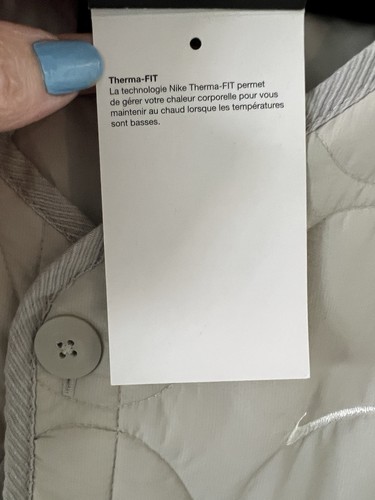 Therma-FIT
La technologie Nike Therma-FIT permet
de gérer votre chaleur corporelle pour vous
maintenir au chaud lorsque les températures
sont basses.